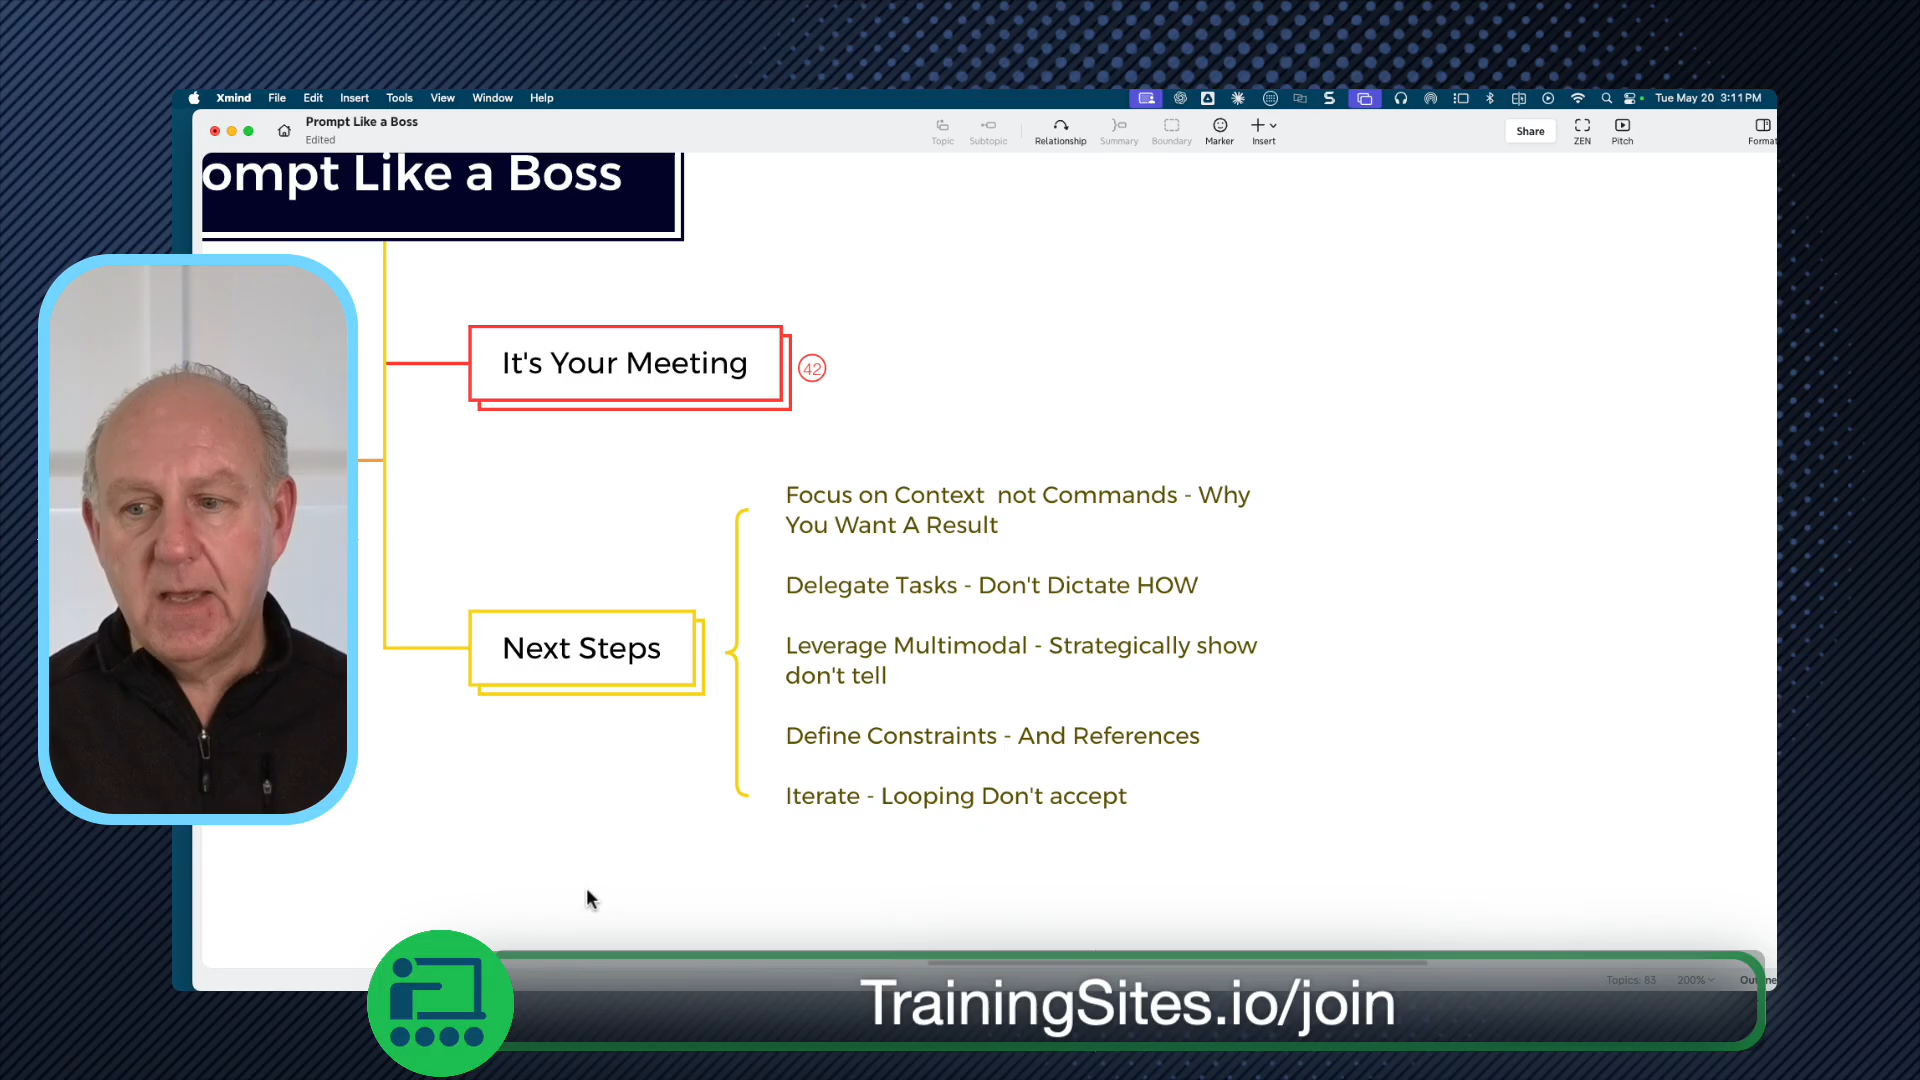 Xmind File Edit Insert Tools View Window Help
Tue May 20 3:11 PM
Prompt Like a Boss
Edited
Topic Subtopic Relationship Summary Boundary Marker Insert
Share
ZEN Pitch Format
ompt Like a Boss
It's Your Meeting
42
Focus on Context not Commands - Why
You Want A Result
Delegate Tasks - Don't Dictate HOW
Next Steps
Leverage Multimodal - Strategically show
don't tell
Define Constraints - And References
Iterate - Looping Don't accept
Topics: 83 200%
TrainingSites.io/join